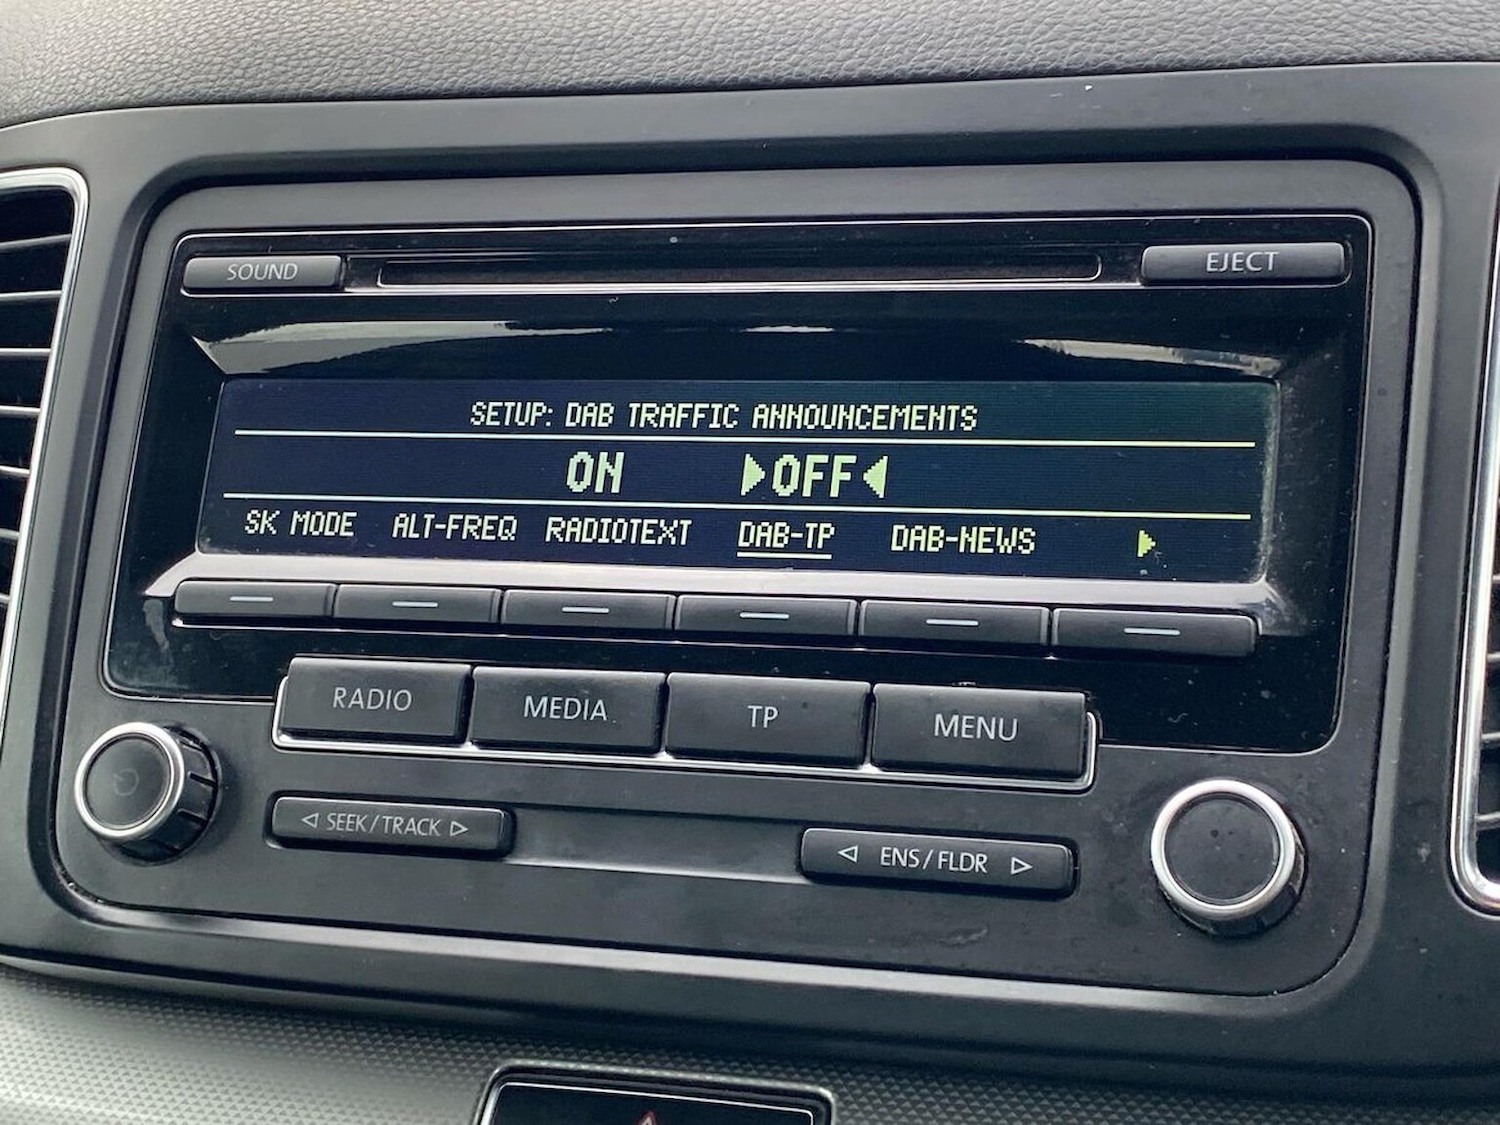 SOUND
EJECT
SETUP: DAB TRAFFIC ANNOUNCEMENTS
ON OFF
SK MODE ALT-FREQ RADIOTEXT DAB-TP DAB-NEWS
RADIO MEDIA TP MENU
SEEK/TRACK
ENS/FLDR